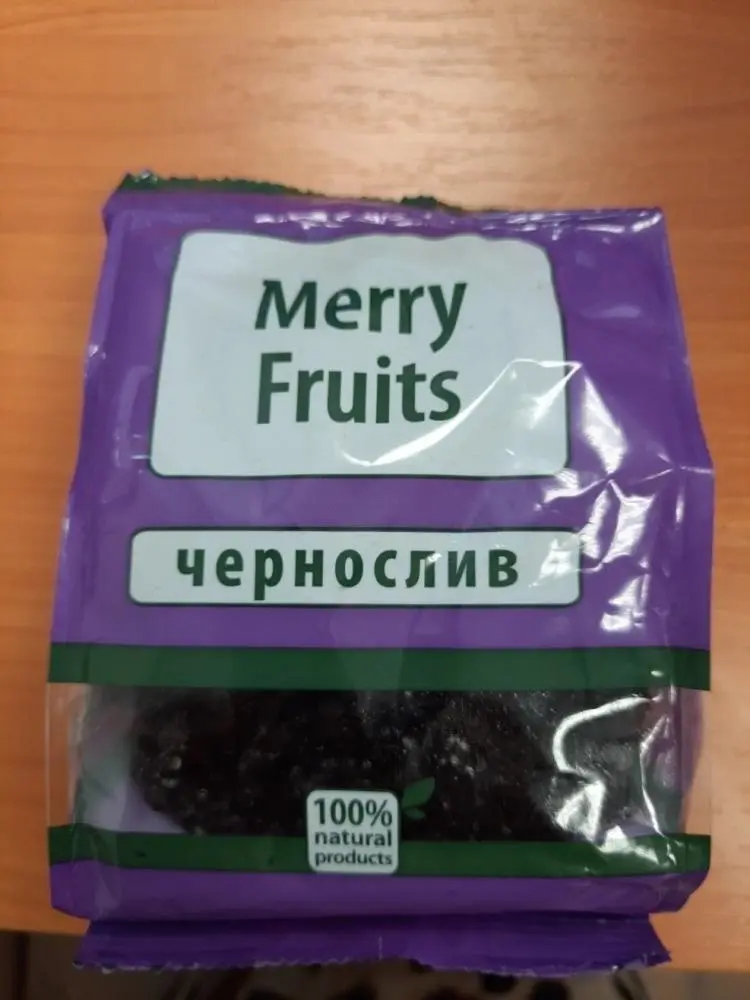 Merry
Fruits
чернослив
100%
natural
products